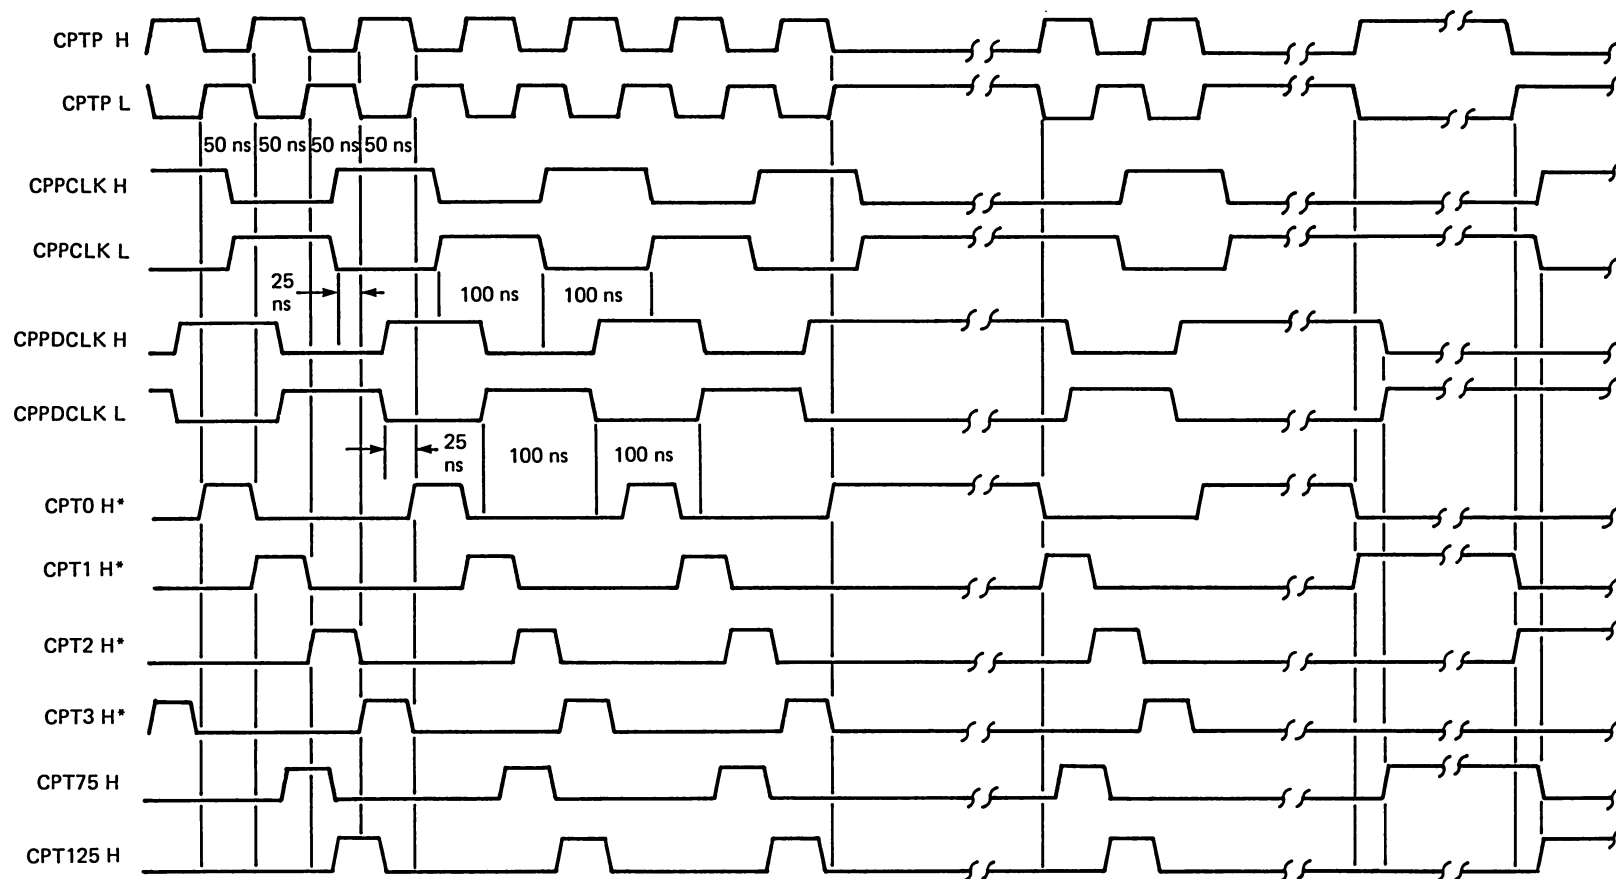 CPTP H
CPTP L
50 ns 50 ns 50 ns 50 ns
CPPCLK H
CPPCLK L
25
ns
100 ns 100 ns
CPPDCLK H
CPPDCLK L
25
ns
100 ns 100 ns
CPT0 H*
CPT1 H*
CPT2 H*
CPT3 H*
CPT75 H
CPT125 H